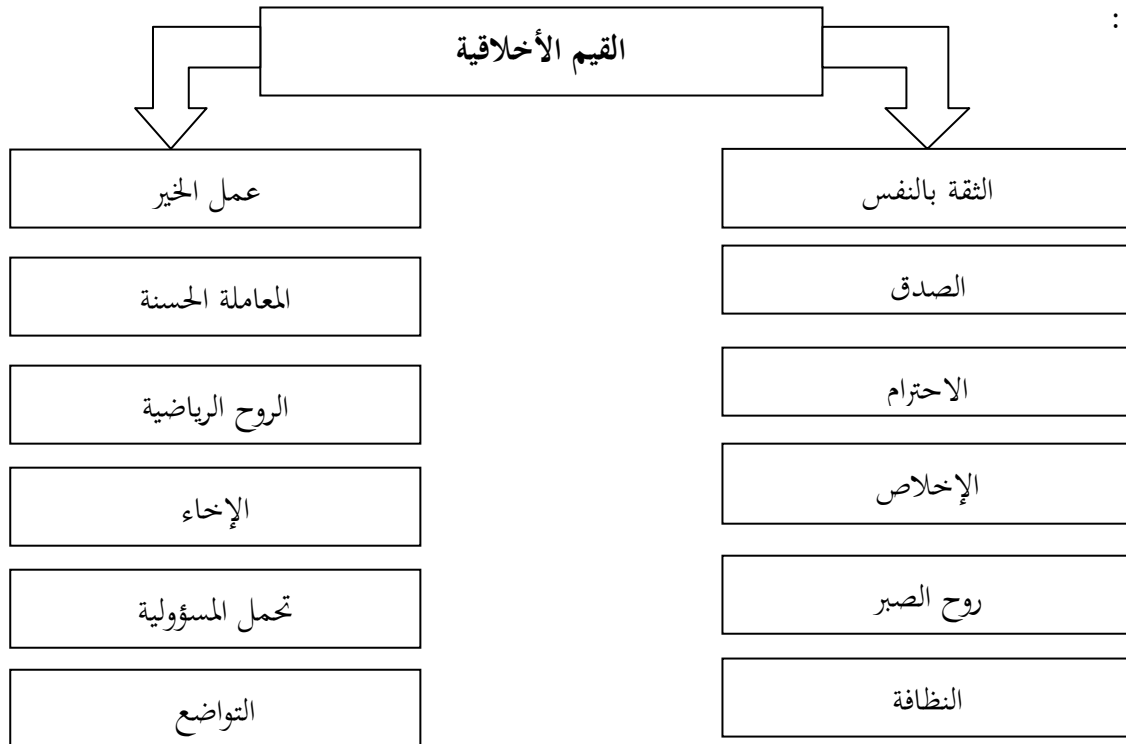 :
القيم الأخلاقية
الثقة بالنفس
عمل الخير
الصدق
المعاملة الحسنة
الاحترام
الروح الرياضية
الإخلاص
الإخاء
روح الصبر
تحمل المسؤولية
النظافة
التواضع